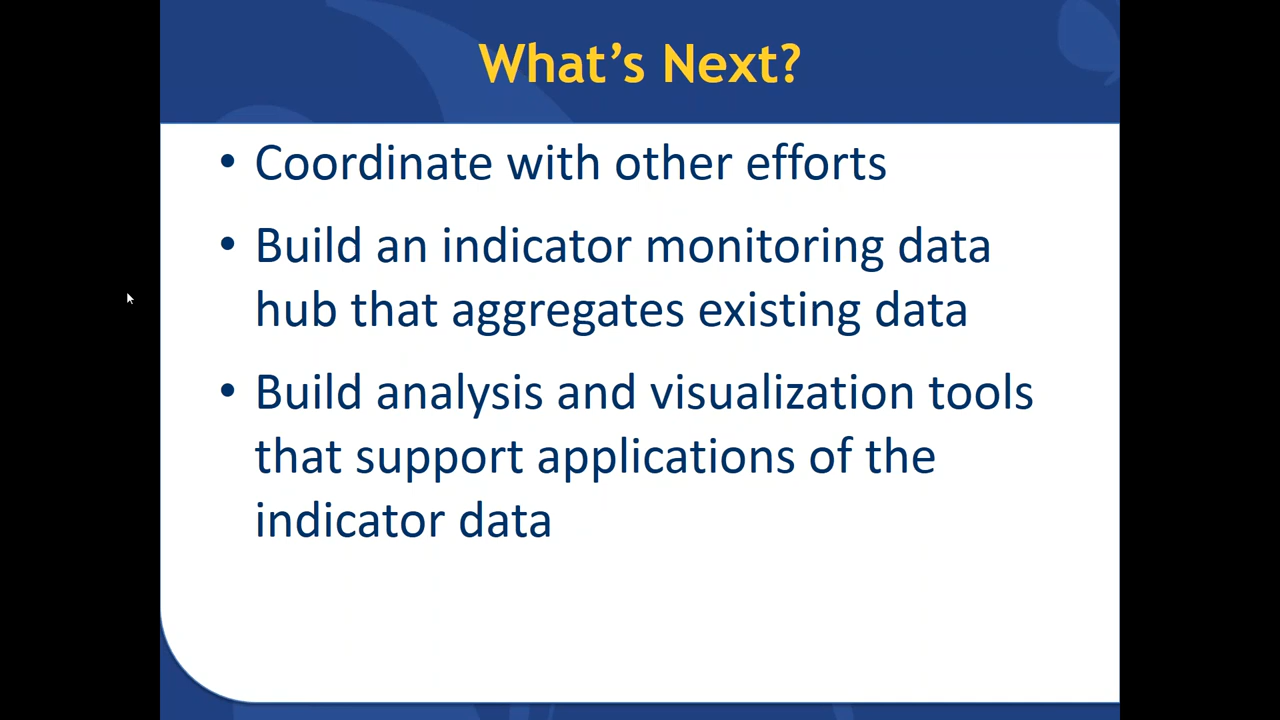 What’s Next?
• Coordinate with other efforts
• Build an indicator monitoring data
hub that aggregates existing data
• Build analysis and visualization tools
that support applications of the
indicator data